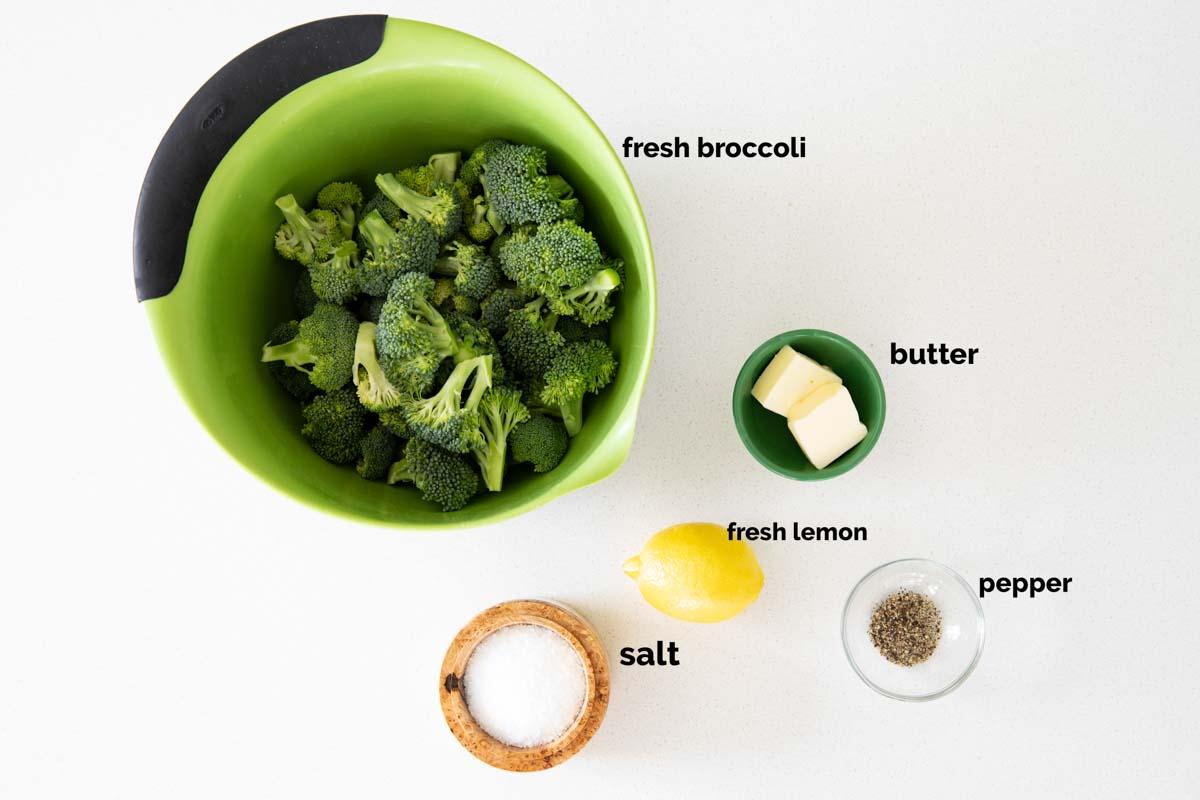 fresh broccoli
butter
fresh lemon
pepper
salt